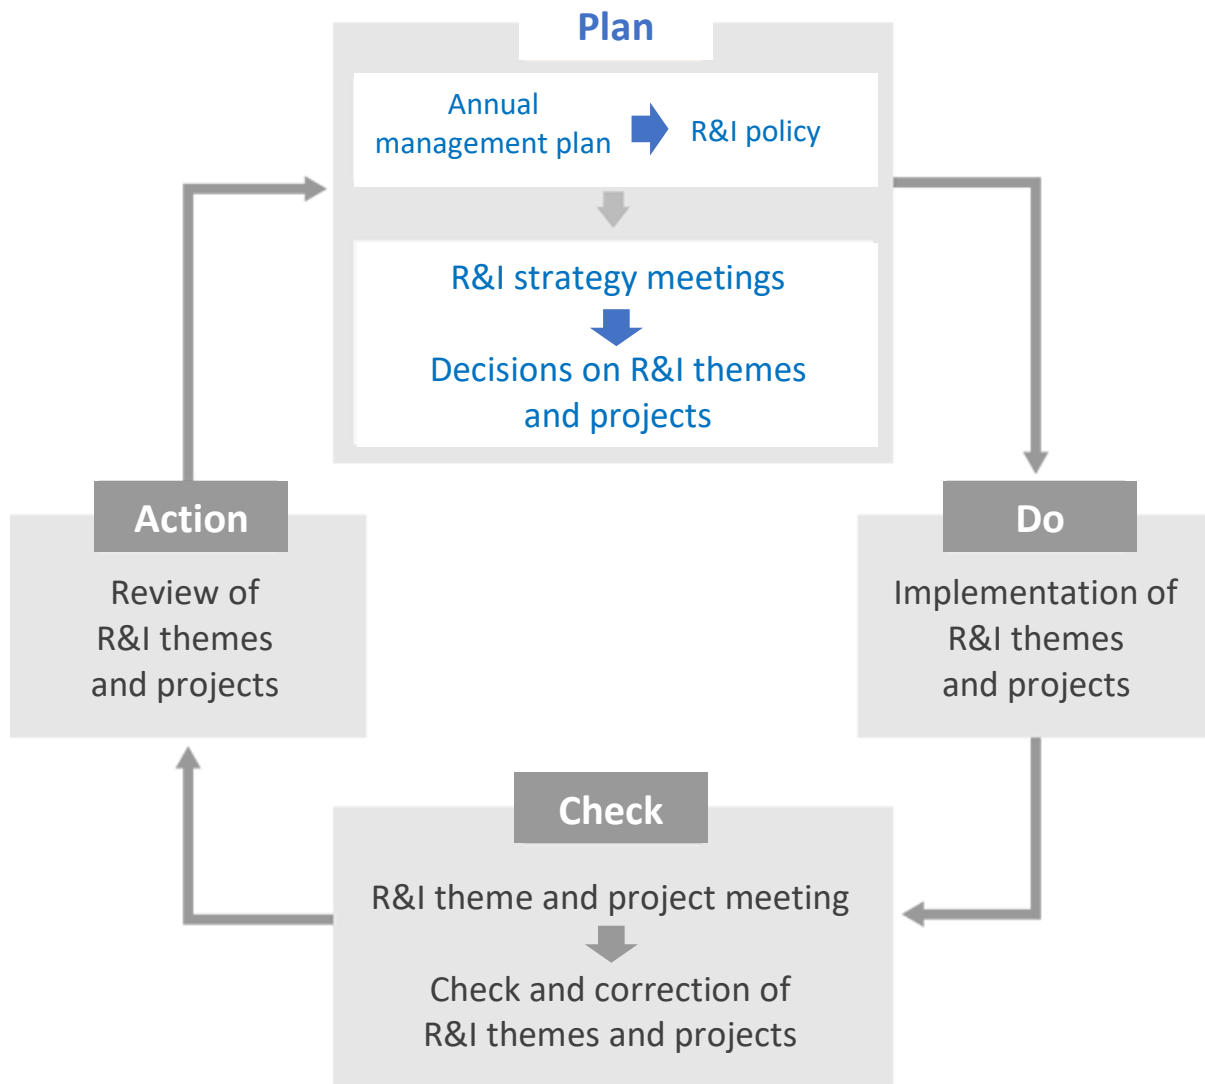 Plan
Annual
management plan
R&I policy
R&I strategy meetings
Decisions on R&I themes
and projects
Action
Review of
R&I themes
and projects
Do
Implementation of
R&I themes
and projects
Check
R&I theme and project meeting
Check and correction of
R&I themes and projects